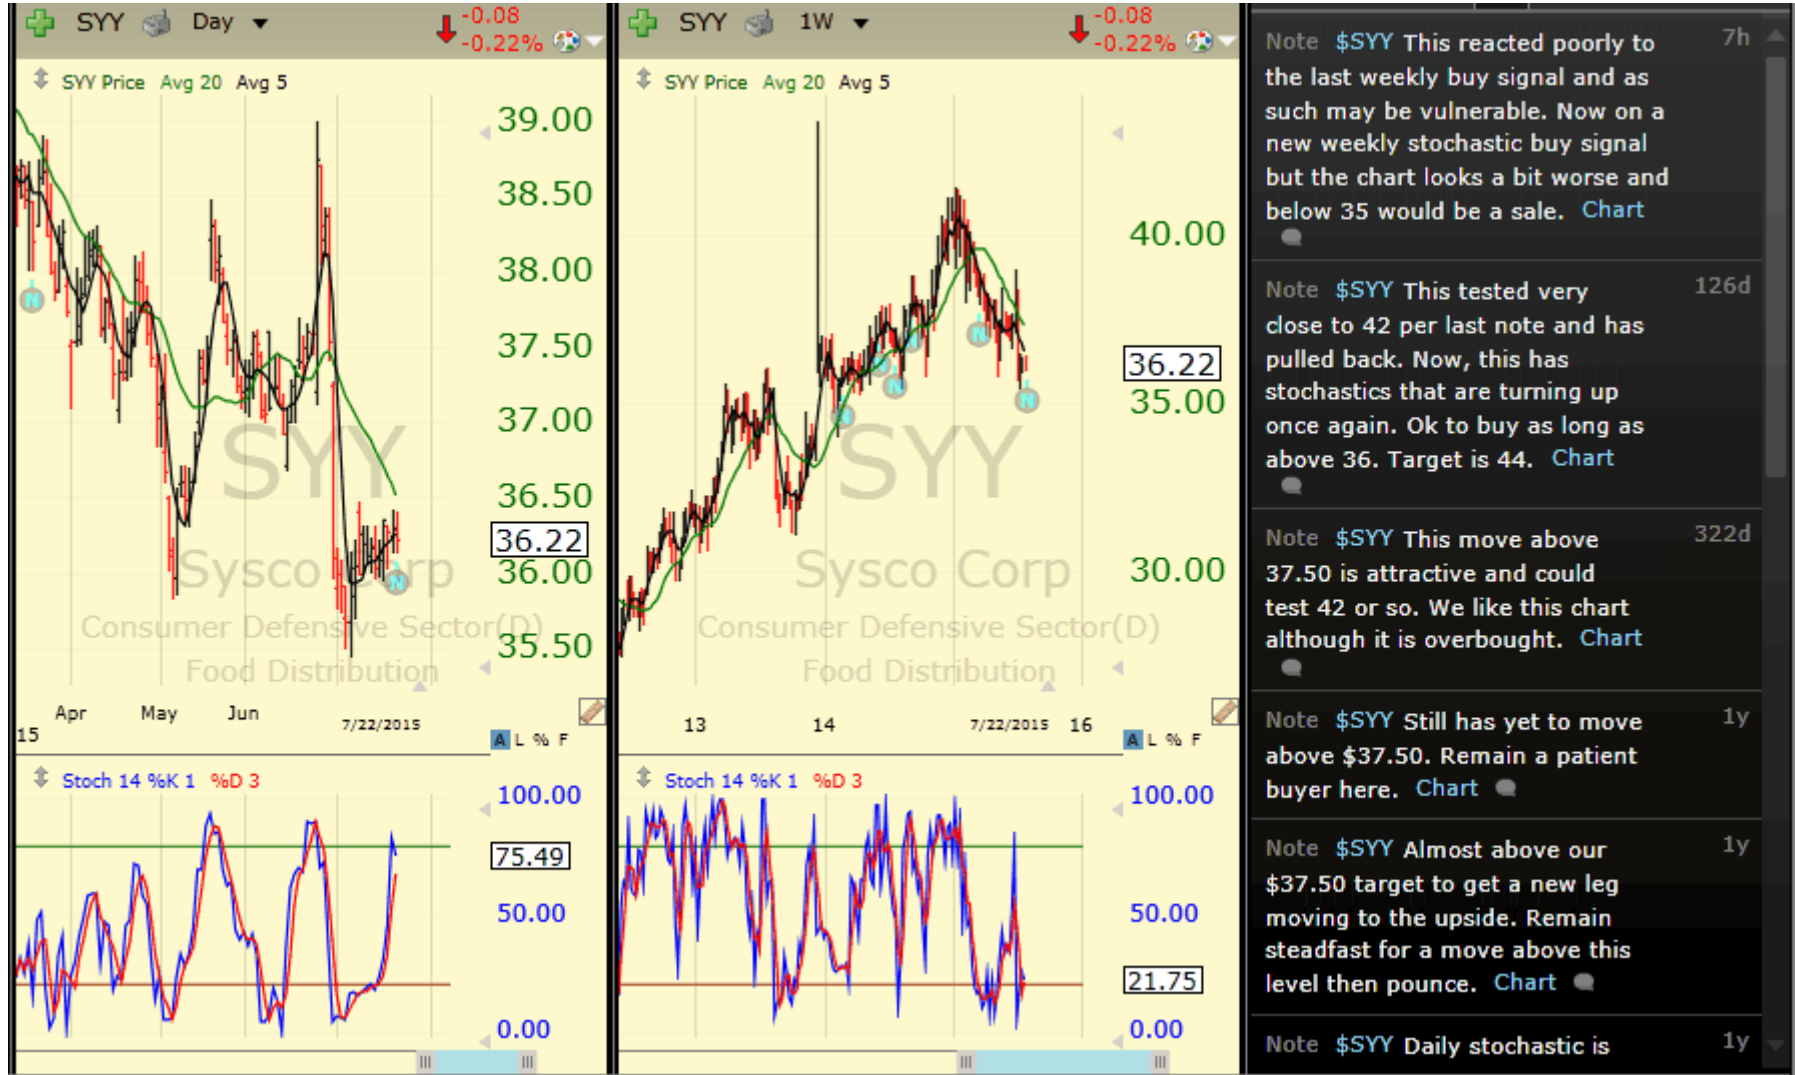 SYY Day -0.08
-0.22%
SYY Price Avg 20 Avg 5
39.00
38.50
38.00
37.50
37.00
36.50
36.22
36.00
35.50
SYY
Sysco Corp
Consumer Defensive Sector(D)
Food Distribution
N
N
15 Apr May Jun 7/22/2015
A L % F
Stoch 14 %K 1 %D 3
100.00
75.49
50.00
0.00
SYY 1W -0.08
-0.22%
SYY Price Avg 20 Avg 5
40.00
36.22
35.00
30.00
SYY
Sysco Corp
Consumer Defensive Sector(D)
Food Distribution
N
N
N
N
N
N
13 14 7/22/2015 16
A L % F
Stoch 14 %K 1 %D 3
100.00
50.00
21.75
0.00
Note $SYY This reacted poorly to 7h
the last weekly buy signal and as
such may be vulnerable. Now on a
new weekly stochastic buy signal
but the chart looks a bit worse and
below 35 would be a sale. Chart
Note $SYY This tested very 126d
close to 42 per last note and has
pulled back. Now, this has
stochastics that are turning up
once again. Ok to buy as long as
above 36. Target is 44. Chart
Note $SYY This move above 322d
37.50 is attractive and could
test 42 or so. We like this chart
although it is overbought. Chart
Note $SYY Still has yet to move 1y
above $37.50. Remain a patient
buyer here. Chart
Note $SYY Almost above our 1y
$37.50 target to get a new leg
moving to the upside. Remain
steadfast for a move above this
level then pounce. Chart
Note $SYY Daily stochastic is 1y